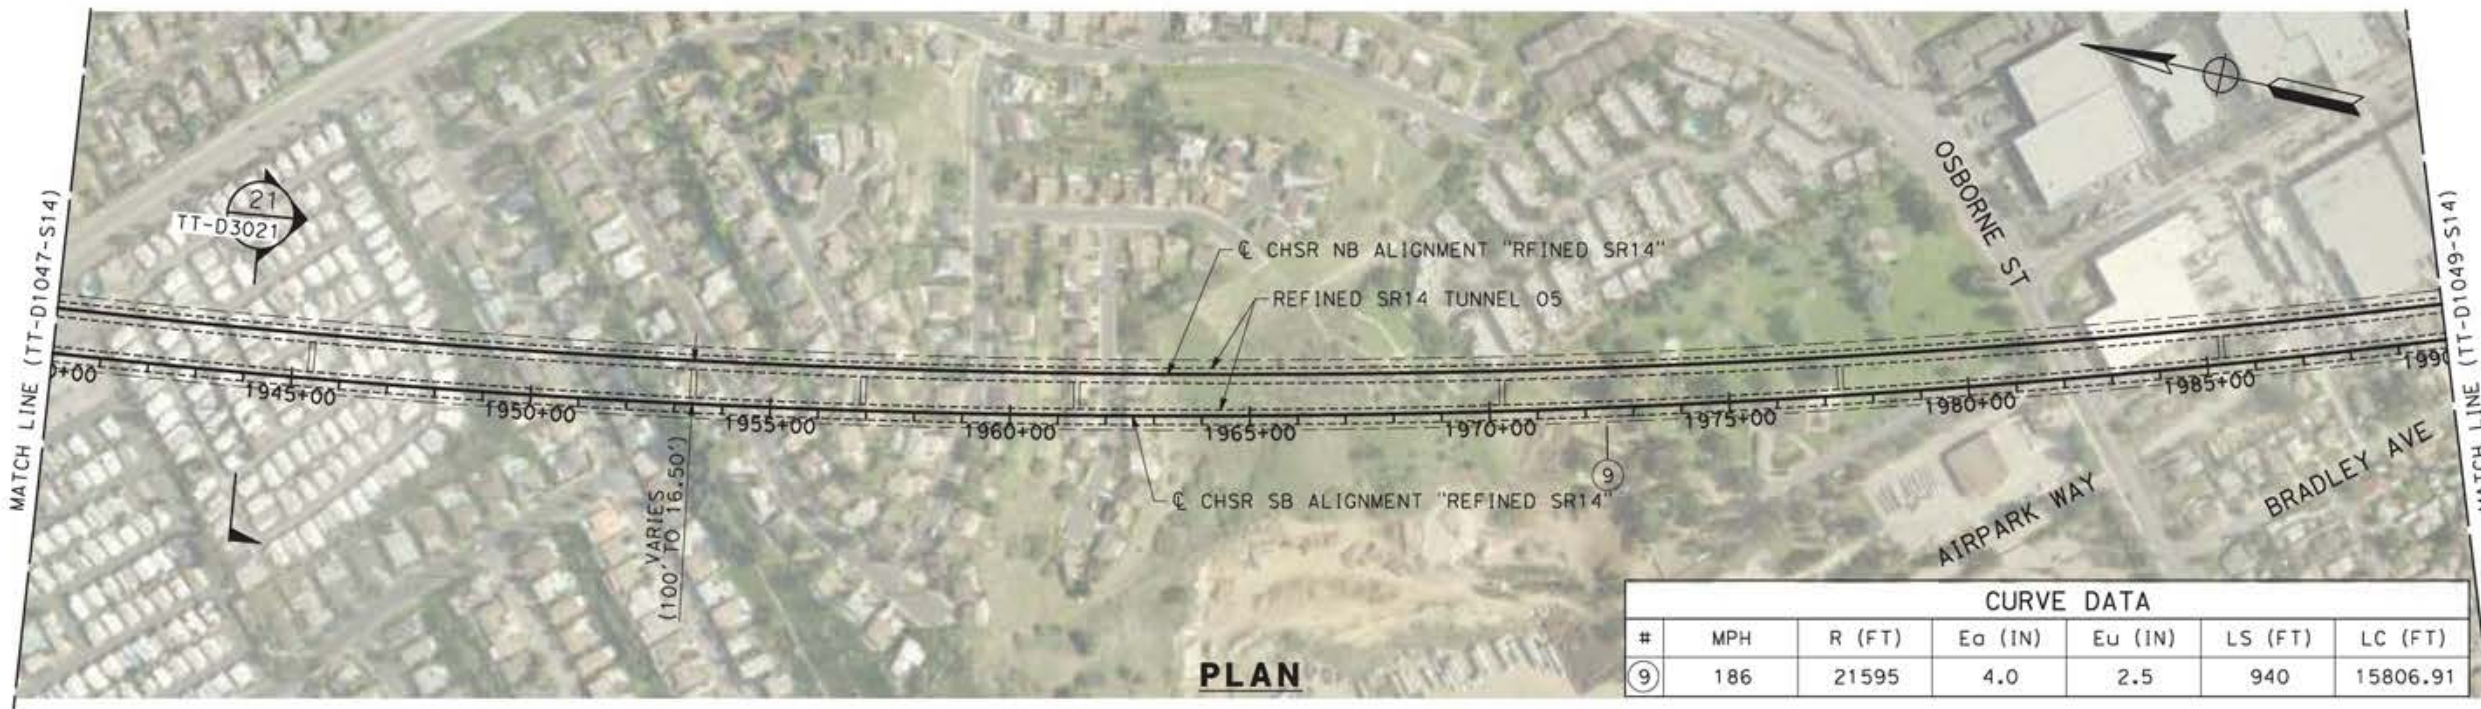 MATCH LINE (TT-D1047-S14)
21
TT-D3021
℄ CHSR NB ALIGNMENT "RFINED SR14"
REFINED SR14 TUNNEL 05
OSBORNE ST
MATCH LINE (TT-D1049-S14)
0+00
1945+00
1950+00
1955+00
1960+00
1965+00
1970+00
1975+00
1980+00
1985+00
1990
VARIES
(100' TO 16.50')
℄ CHSR SB ALIGNMENT "REFINED SR14"
9
AIRPARK WAY
BRADLEY AVE
PLAN
CURVE DATA
# MPH R (FT) Ea (IN) Eu (IN) LS (FT) LC (FT)
9 186 21595 4.0 2.5 940 15806.91